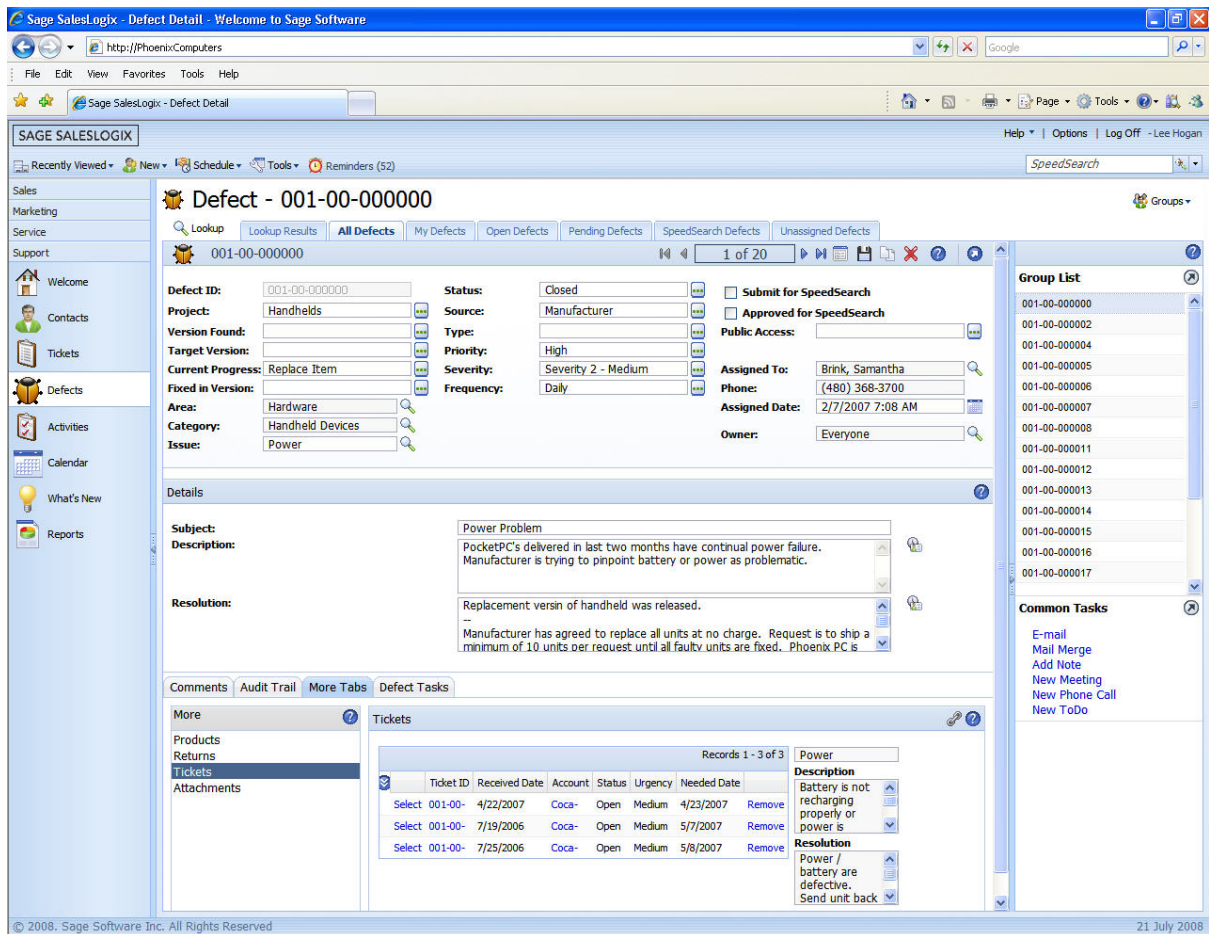 Sage SalesLogix - Defect Detail - Welcome to Sage Software
http://PhoenixComputers
Google
File Edit View Favorites Tools Help
Sage SalesLogix - Defect Detail
Page Tools
SAGE SALESLOGIX
Help | Options | Log Off - Lee Hogan
Recently Viewed New Schedule Tools Reminders (52)
SpeedSearch
Sales
Marketing
Service
Support
Welcome
Contacts
Tickets
Defects
Activities
Calendar
What's New
Reports
Defect - 001-00-000000
Groups
Lookup Lookup Results All Defects My Defects Open Defects Pending Defects SpeedSearch Defects Unassigned Defects
001-00-000000 1 of 20
Defect ID: 001-00-000000 Status: Closed Submit for SpeedSearch
Project: Handhelds Source: Manufacturer Approved for SpeedSearch
Version Found: Type: Public Access:
Target Version: Priority: High
Current Progress: Replace Item Severity: Severity 2 - Medium Assigned To: Brink, Samantha
Fixed in Version: Frequency: Daily Phone: (480) 368-3700
Area: Hardware Assigned Date: 2/7/2007 7:08 AM
Category: Handheld Devices
Issue: Power Owner: Everyone
Details
Subject: Power Problem
Description: PocketPC's delivered in last two months have continual power failure.
Manufacturer is trying to pinpoint battery or power as problematic.
Resolution: Replacement versin of handheld was released.
--
Manufacturer has agreed to replace all units at no charge. Request is to ship a
minimum of 10 units per request until all faulty units are fixed. Phoenix PC is
Comments Audit Trail More Tabs Defect Tasks
More
Products
Returns
Tickets
Attachments
Tickets
Records 1 - 3 of 3
Ticket ID Received Date Account Status Urgency Needed Date
Select 001-00- 4/22/2007 Coca- Open Medium 4/23/2007 Remove
Select 001-00- 7/19/2006 Coca- Open Medium 5/7/2007 Remove
Select 001-00- 7/25/2006 Coca- Open Medium 5/8/2007 Remove
Power
Description
Battery is not
recharging
properly or
power is
Resolution
Power /
battery are
defective.
Send unit back
Group List
001-00-000000
001-00-000002
001-00-000004
001-00-000005
001-00-000006
001-00-000007
001-00-000008
001-00-000011
001-00-000012
001-00-000013
001-00-000014
001-00-000015
001-00-000016
001-00-000017
Common Tasks
E-mail
Mail Merge
Add Note
New Meeting
New Phone Call
New ToDo
© 2008. Sage Software Inc. All Rights Reserved
21 July 2008